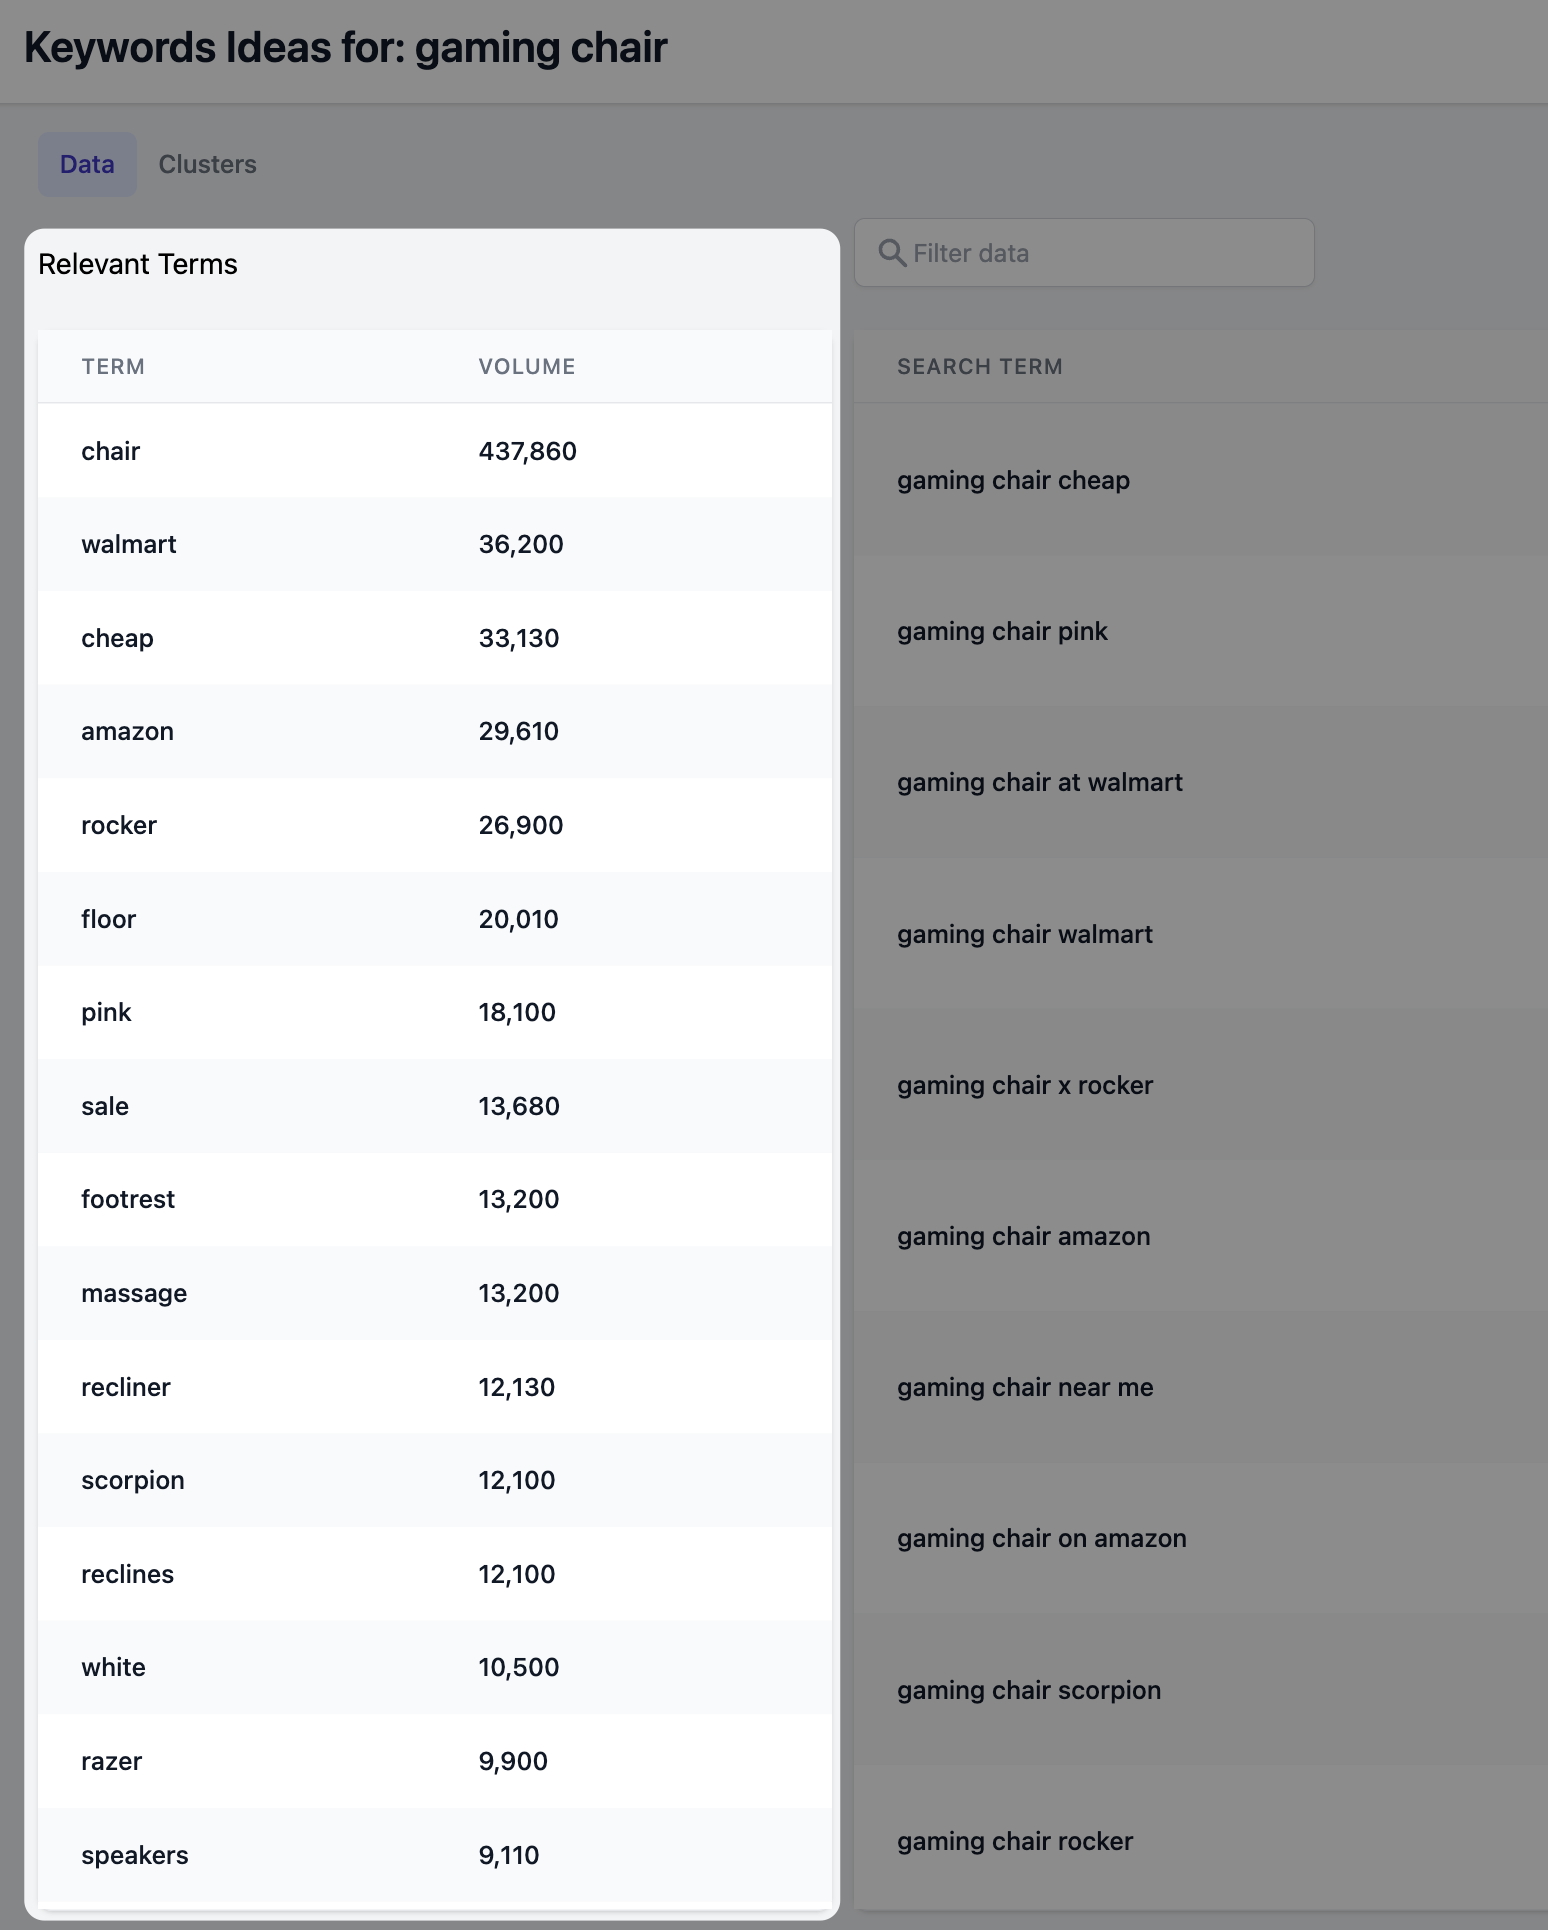 Keywords Ideas for: gaming chair
Data Clusters
Relevant Terms
TERM VOLUME
chair 437,860
walmart 36,200
cheap 33,130
amazon 29,610
rocker 26,900
floor 20,010
pink 18,100
sale 13,680
footrest 13,200
massage 13,200
recliner 12,130
scorpion 12,100
reclines 12,100
white 10,500
razer 9,900
speakers 9,110
Filter data
SEARCH TERM
gaming chair cheap
gaming chair pink
gaming chair at walmart
gaming chair walmart
gaming chair x rocker
gaming chair amazon
gaming chair near me
gaming chair on amazon
gaming chair scorpion
gaming chair rocker